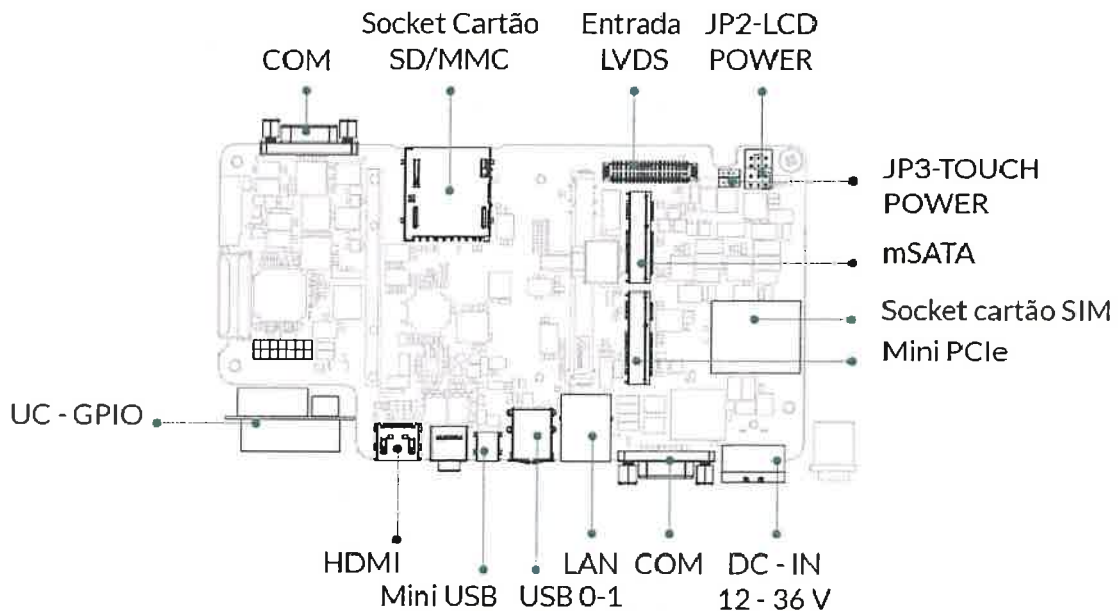 COM
Socket Cartão
SD/MMC
Entrada
LVDS
JP2-LCD
POWER
JP3-TOUCH
POWER
mSATA
Socket cartão SIM
Mini PCIe
UC - GPIO
HDMI
Mini USB
USB 0-1
LAN
COM
DC - IN
12 - 36 V